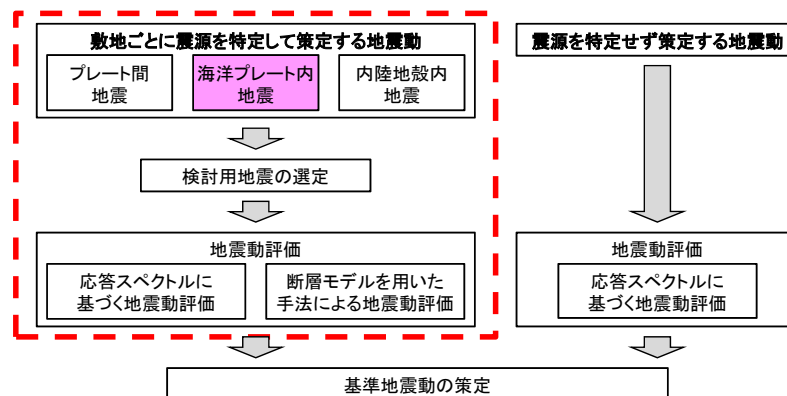 敷地ごとに震源を特定して策定する地震動
プレート間
地震
海洋プレート内
地震
内陸地殻内
地震
検討用地震の選定
地震動評価
応答スペクトルに
基づく地震動評価
断層モデルを用いた
手法による地震動評価
震源を特定せず策定する地震動
地震動評価
応答スペクトルに
基づく地震動評価
基準地震動の策定